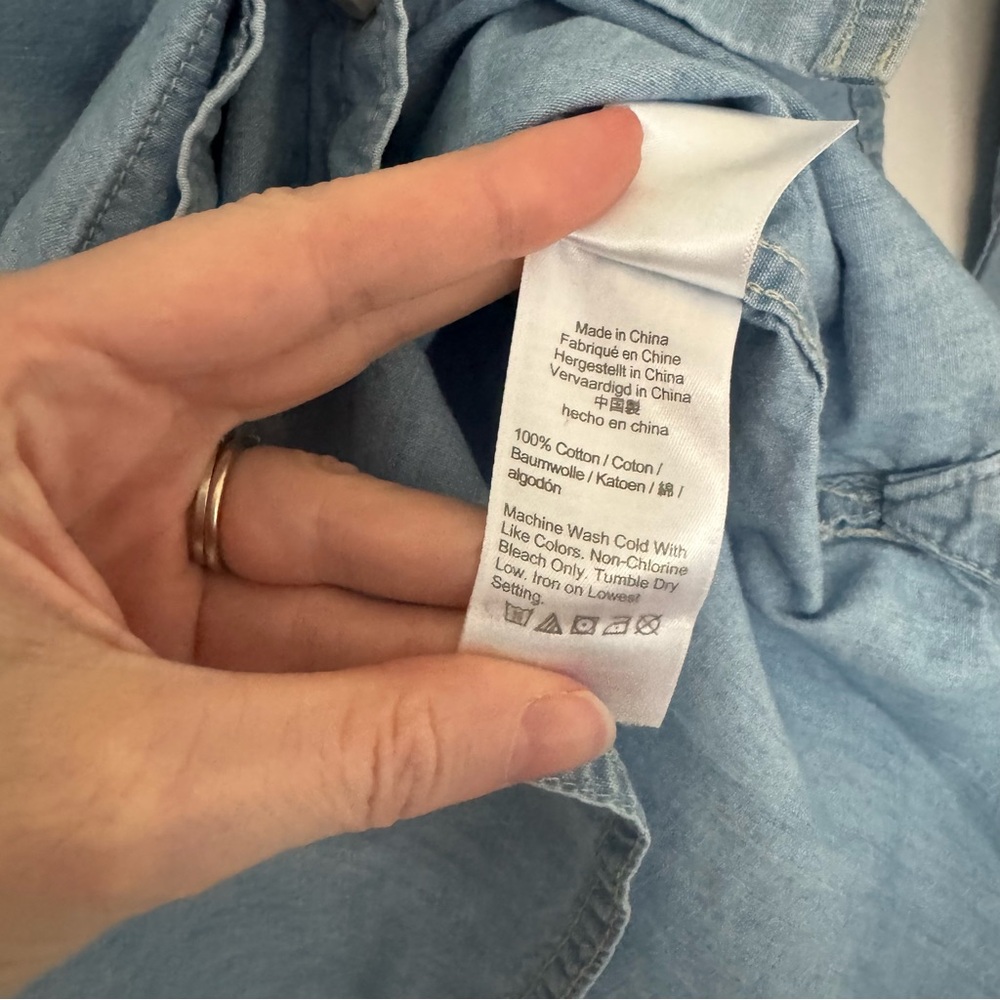 Made in China
Fabriqué en Chine
Hergestellt in China
Vervaardigd in China
中国製
hecho en china
100% Cotton / Coton /
Baumwolle / Katoen / 綿 /
algodón
Machine Wash Cold With
Like Colors. Non-Chlorine
Bleach Only. Tumble Dry
Low. Iron on Lowest
Setting.